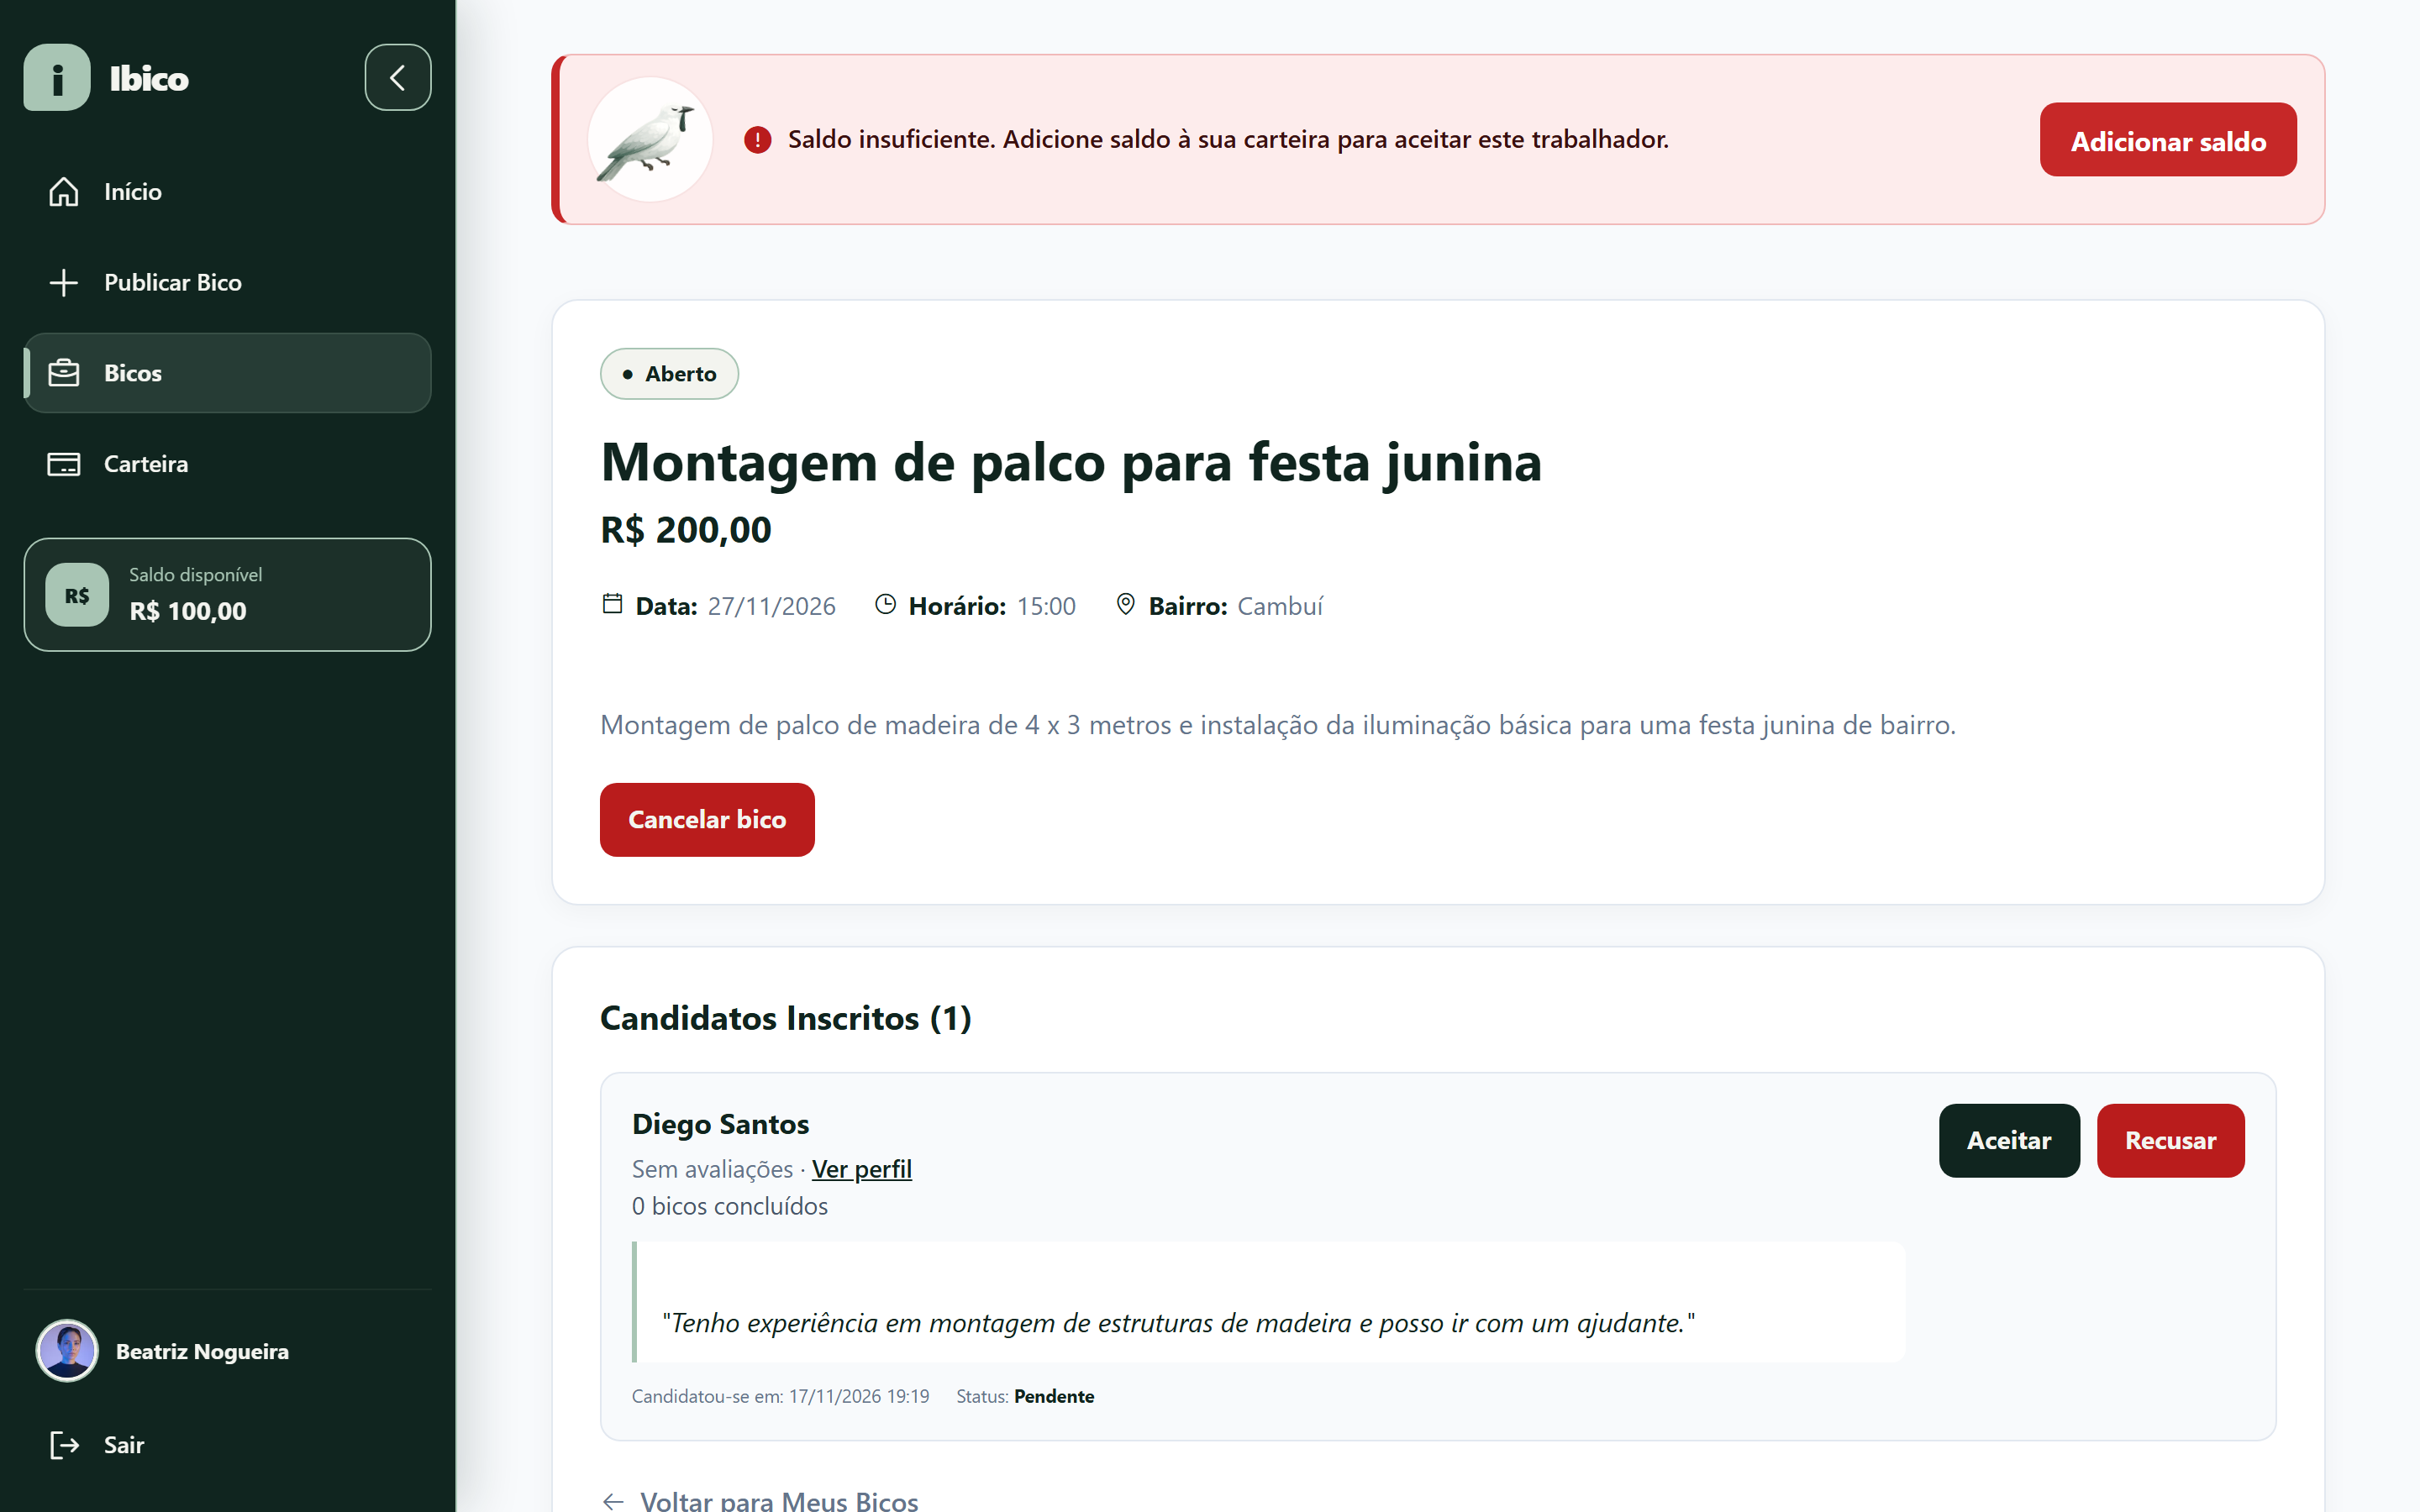 i
Ibico
Início
Publicar Bico
Bicos
Carteira
R$
Saldo disponível
R$ 100,00
Beatriz Nogueira
Sair
! Saldo insuficiente. Adicione saldo à sua carteira para aceitar este trabalhador.
Adicionar saldo
• Aberto
Montagem de palco para festa junina
R$ 200,00
Data: 27/11/2026 Horário: 15:00 Bairro: Cambuí
Montagem de palco de madeira de 4 x 3 metros e instalação da iluminação básica para uma festa junina de bairro.
Cancelar bico
Candidatos Inscritos (1)
Diego Santos
Sem avaliações · Ver perfil
0 bicos concluídos
Aceitar
Recusar
"Tenho experiência em montagem de estruturas de madeira e posso ir com um ajudante."
Candidatou-se em: 17/11/2026 19:19 Status: Pendente
← Voltar para Meus Bicos